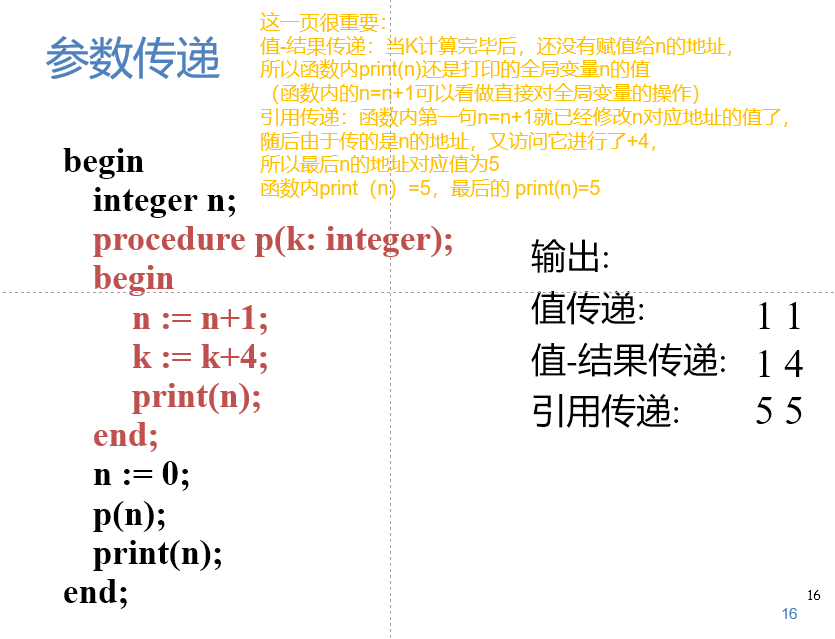 参数传递
这一页很重要：
值-结果传递：当K计算完毕后，还没有赋值给n的地址，
所以函数内print(n)还是打印的全局变量n的值
（函数内的n=n+1可以看做直接对全局变量的操作）
引用传递：函数内第一句n=n+1就已经修改n对应地址的值了，
随后由于传的是n的地址，又访问它进行了+4，
所以最后n的地址对应值为5
函数内print（n）=5，最后的 print(n)=5
begin
integer n;
procedure p(k: integer);
begin
n := n+1;
k := k+4;
print(n);
end;
n := 0;
p(n);
print(n);
end;
输出:
值传递: 1 1
值-结果传递: 1 4
引用传递: 5 5
16
16